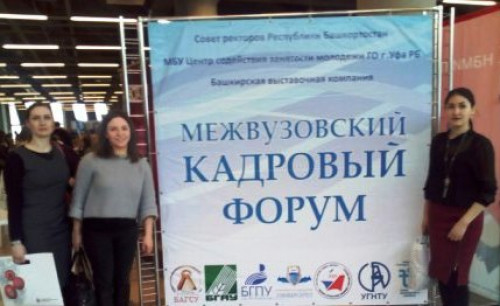 Совет ректоров Республики Башкортостан
МБУ Центр содействия занятости молодежи ГО г. Уфа РБ
Башкирская выставочная компания
МЕЖВУЗОВСКИЙ
КАДРОВЫЙ
ФОРУМ
БАГСУ
БГАУ
БГПУ
УГНТУ